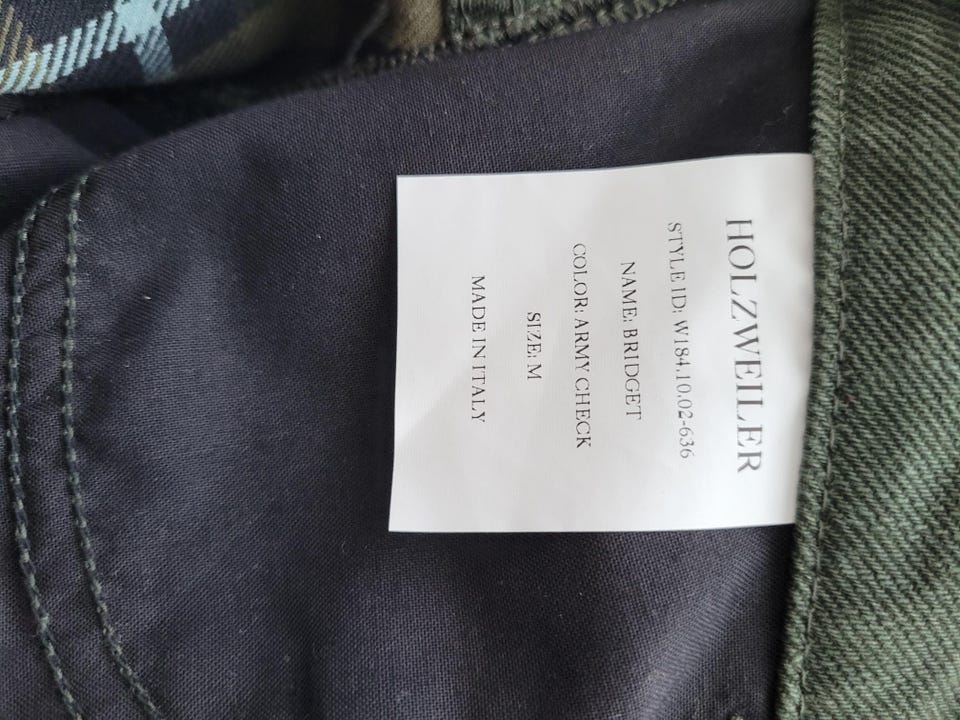 HOLZWEILER
STYLE ID: W184.10.02-636
NAME: BRIDGET
COLOR: ARMY CHECK
SIZE: M
MADE IN ITALY